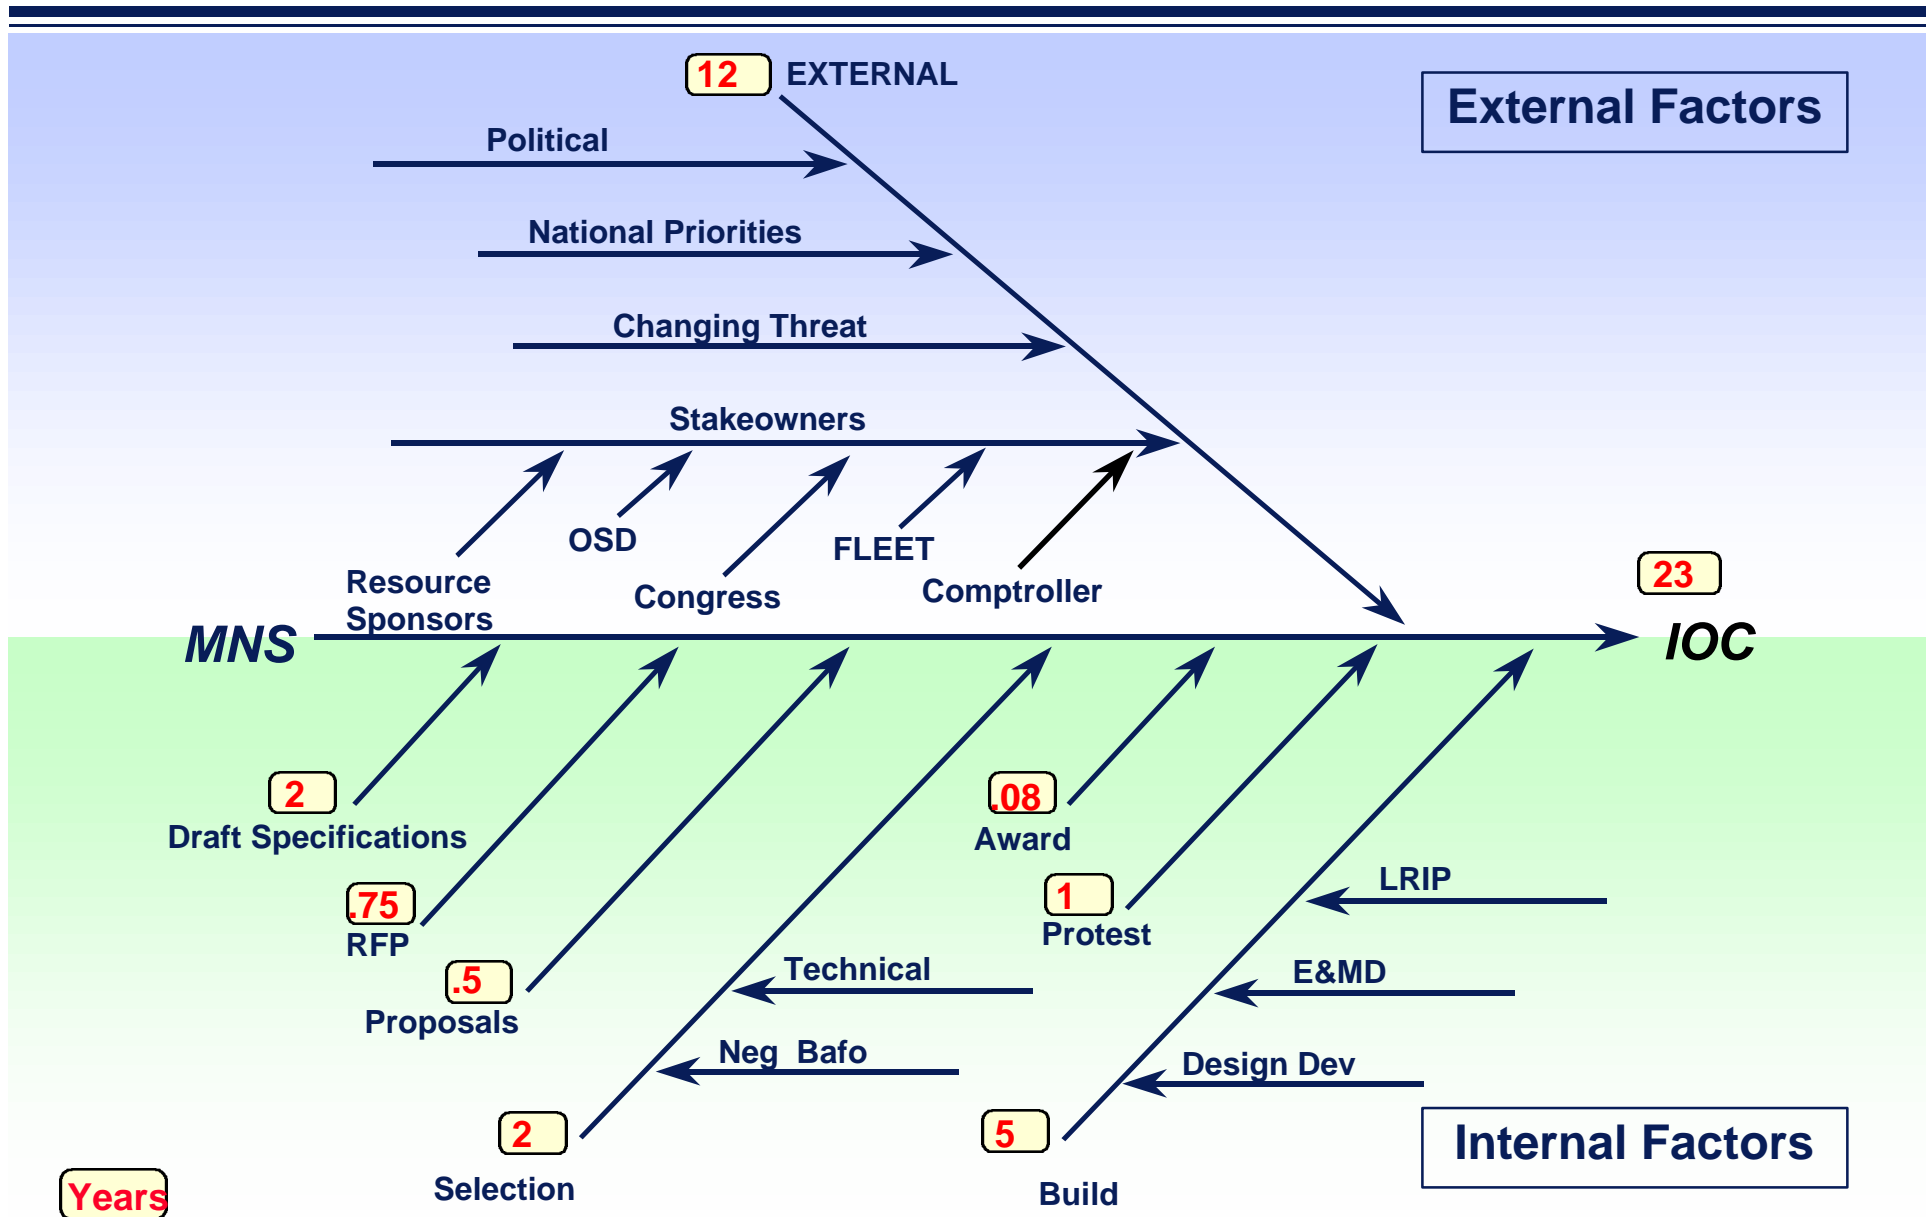 12 EXTERNAL
External Factors
Political
National Priorities
Changing Threat
Stakeowners
OSD
FLEET
Resource
Sponsors
Congress
Comptroller
23
MNS
IOC
2
Draft Specifications
.08
Award
.75
RFP
1
Protest
LRIP
.5
Proposals
Technical
E&MD
Neg Bafo
Design Dev
2
Selection
5
Build
Internal Factors
Years